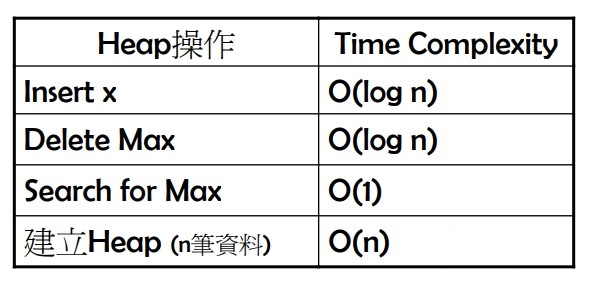 Heap操作 Time Complexity
Insert x O(log n)
Delete Max O(log n)
Search for Max O(1)
建立Heap (n筆資料) O(n)